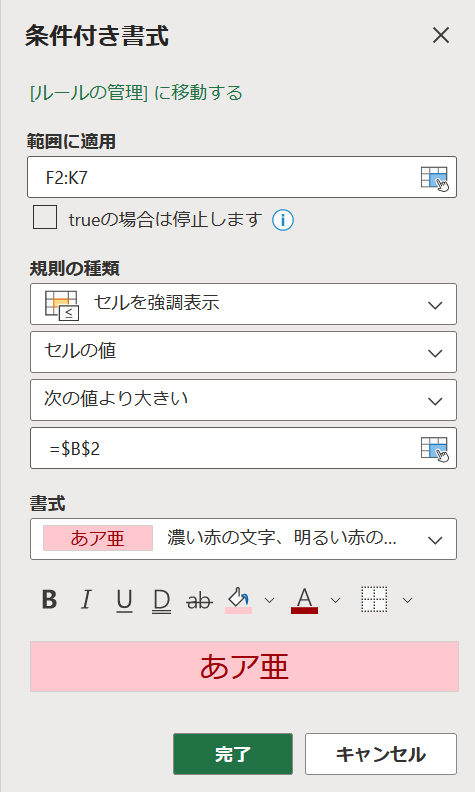 条件付き書式
[ルールの管理] に移動する
範囲に適用
F2:K7
trueの場合は停止します
規則の種類
セルを強調表示
セルの値
次の値より大きい
=$B$2
書式
あア亜 濃い赤の文字、明るい赤の...
B I U D ab A
あア亜
完了 キャンセル